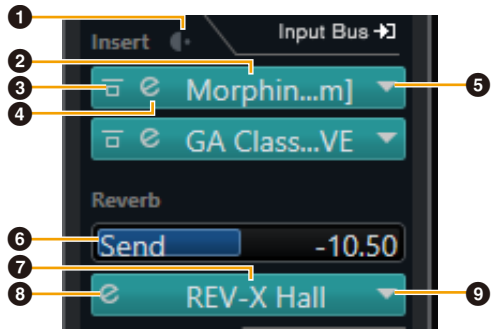 1
Insert Input Bus
2
3 Morphin...m] 5
4
GA Class...VE
Reverb
6 Send -10.50
7
8 REV-X Hall 9